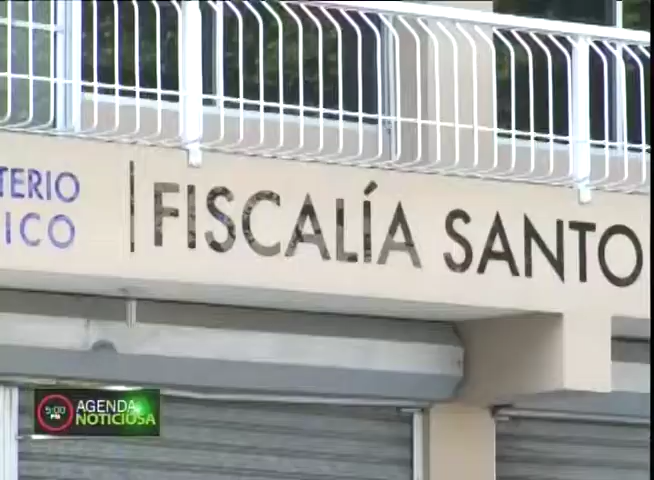 TERIO
ICO
FISCALÍA SANTO
5:00
PM
AGENDA
NOTICIOSA